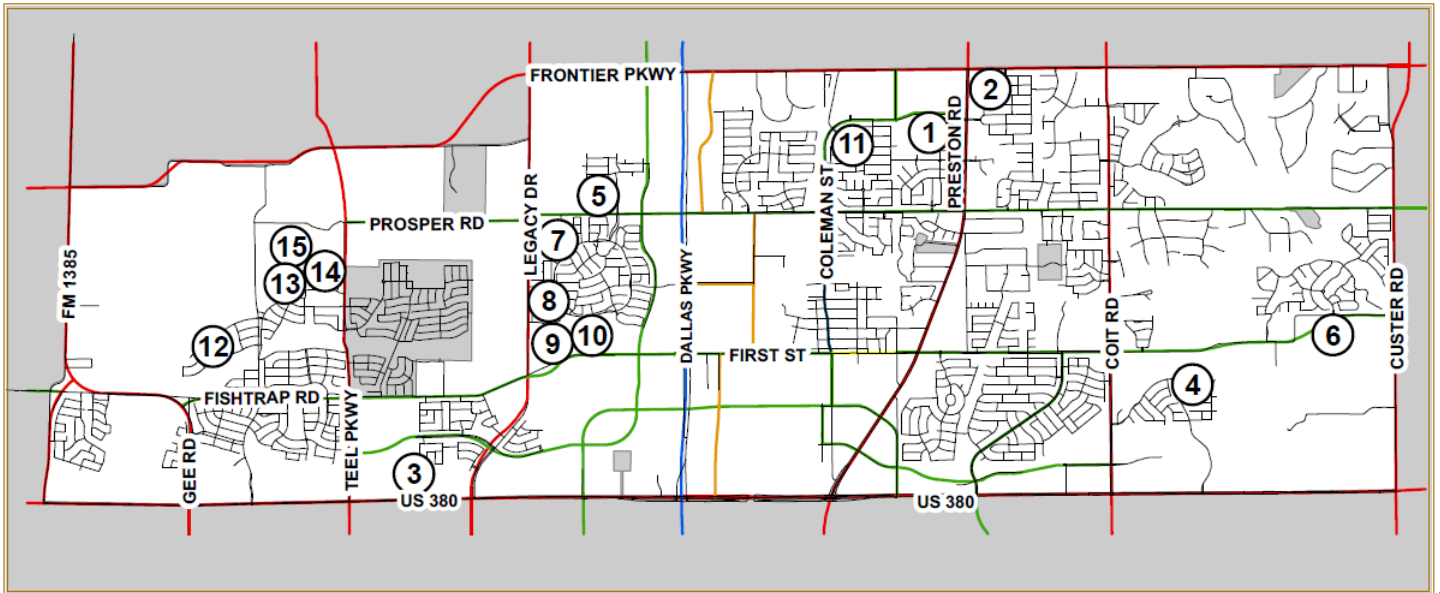 FRONTIER PKWY
2
1
11
PRESTON RD
5
LEGACY DR
COLEMAN ST
PROSPER RD
7
15
14
13
FM 1385
8
DALLAS PKWY
COIT RD
CUSTER RD
10
9
12
6
FIRST ST
4
FISHTRAP RD
TEEL PKWY
GEE RD
3
US 380
US 380